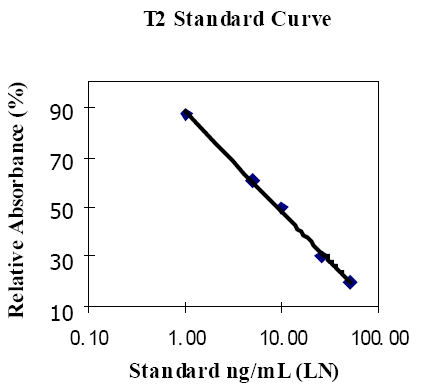 T2 Standard Curve
Relative Absorbance (%)
90
70
50
30
10
0.10 1.00 10.00 100.00
Standard ng/mL (LN)